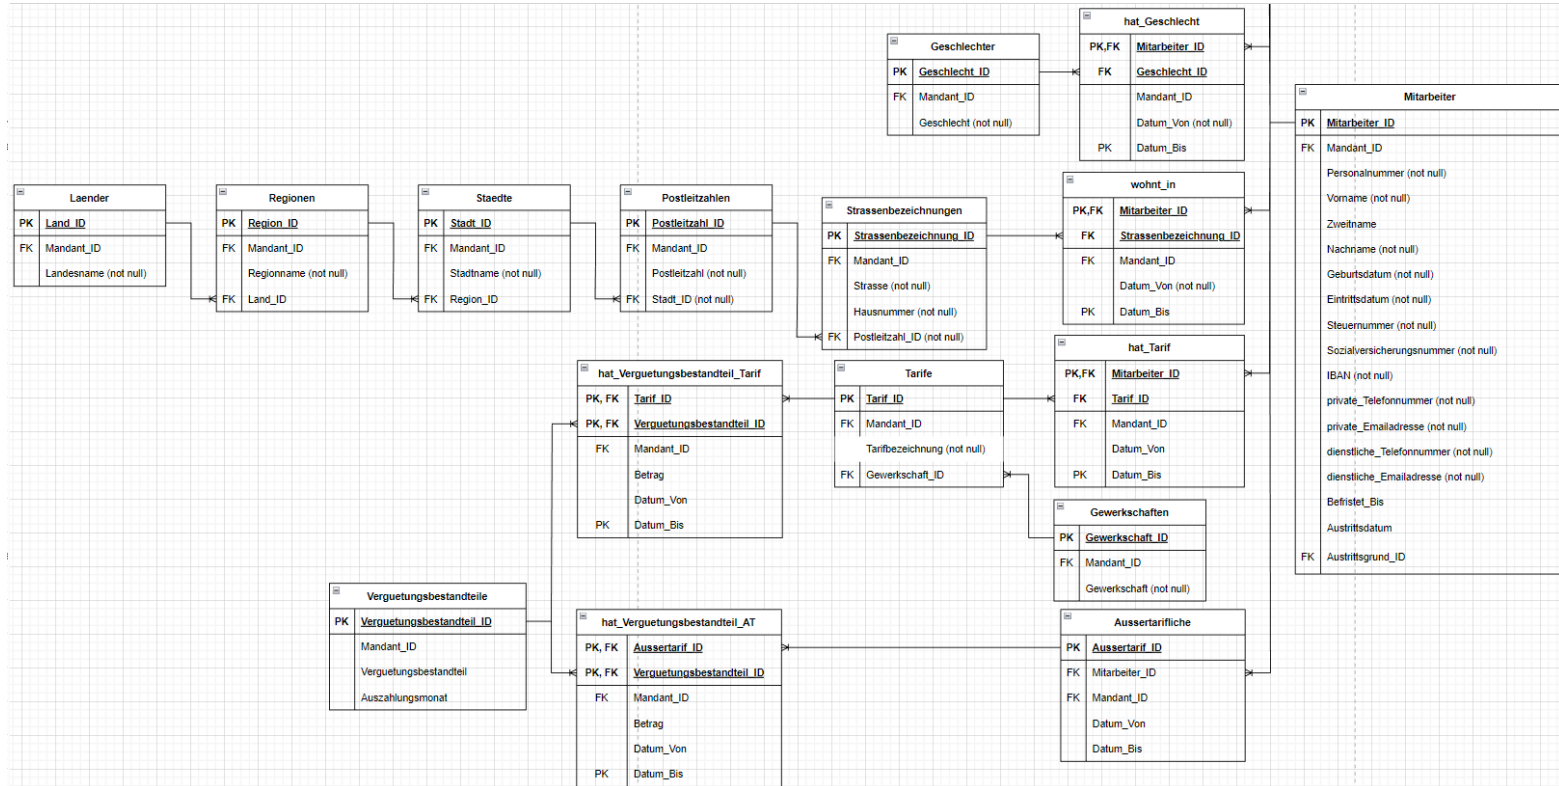 hat_Geschlecht
PK,FK Mitarbeiter_ID
FK Geschlecht_ID
Mandant_ID
Datum_Von (not null)
PK Datum_Bis
Geschlechter
PK Geschlecht_ID
FK Mandant_ID
Geschlecht (not null)
Mitarbeiter
PK Mitarbeiter_ID
FK Mandant_ID
Personalnummer (not null)
Vorname (not null)
Zweitname
Nachname (not null)
Geburtsdatum (not null)
Eintrittsdatum (not null)
Steuernummer (not null)
Sozialversicherungsnummer (not null)
IBAN (not null)
private_Telefonnummer (not null)
private_Emailadresse (not null)
dienstliche_Telefonnummer (not null)
dienstliche_Emailadresse (not null)
Befristet_Bis
Austrittsdatum
FK Austrittsgrund_ID
Laender
PK Land_ID
FK Mandant_ID
Landesname (not null)
Regionen
PK Region_ID
FK Mandant_ID
Regionname (not null)
FK Land_ID
Staedte
PK Stadt_ID
FK Mandant_ID
Stadtname (not null)
FK Region_ID
Postleitzahlen
PK Postleitzahl_ID
FK Mandant_ID
Postleitzahl (not null)
FK Stadt_ID (not null)
Strassenbezeichnungen
PK Strassenbezeichnung_ID
FK Mandant_ID
Strasse (not null)
Hausnummer (not null)
FK Postleitzahl_ID (not null)
wohnt_in
PK,FK Mitarbeiter_ID
FK Strassenbezeichnung_ID
FK Mandant_ID
Datum_Von (not null)
PK Datum_Bis
hat_Verguetungsbestandteil_Tarif
PK, FK Tarif_ID
PK, FK Verguetungsbestandteil_ID
FK Mandant_ID
Betrag
Datum_Von
PK Datum_Bis
Tarife
PK Tarif_ID
FK Mandant_ID
Tarifbezeichnung (not null)
FK Gewerkschaft_ID
hat_Tarif
PK,FK Mitarbeiter_ID
FK Tarif_ID
FK Mandant_ID
Datum_Von
PK Datum_Bis
Gewerkschaften
PK Gewerkschaft_ID
FK Mandant_ID
Gewerkschaft (not null)
Verguetungsbestandteile
PK Verguetungsbestandteil_ID
Mandant_ID
Verguetungsbestandteil
Auszahlungsmonat
hat_Verguetungsbestandteil_AT
PK, FK Aussertarif_ID
PK, FK Verguetungsbestandteil_ID
FK Mandant_ID
Betrag
Datum_Von
PK Datum_Bis
Aussertarifliche
PK Aussertarif_ID
FK Mitarbeiter_ID
FK Mandant_ID
Datum_Von
Datum_Bis